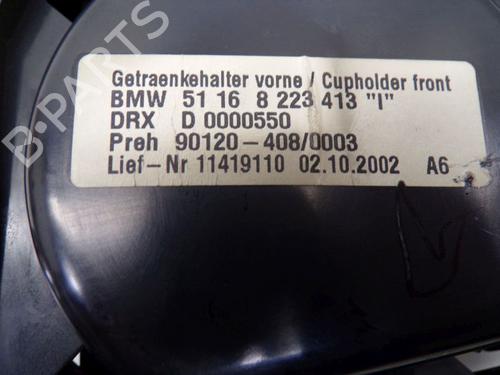 Getraenkehalter vorne / Cupholder front
BMW 51 16 8 223 413 "I"
DRX D 0000550
Preh 90120-408/0003
Lief-Nr 11419110 02.10.2002 A6
B-PARTS